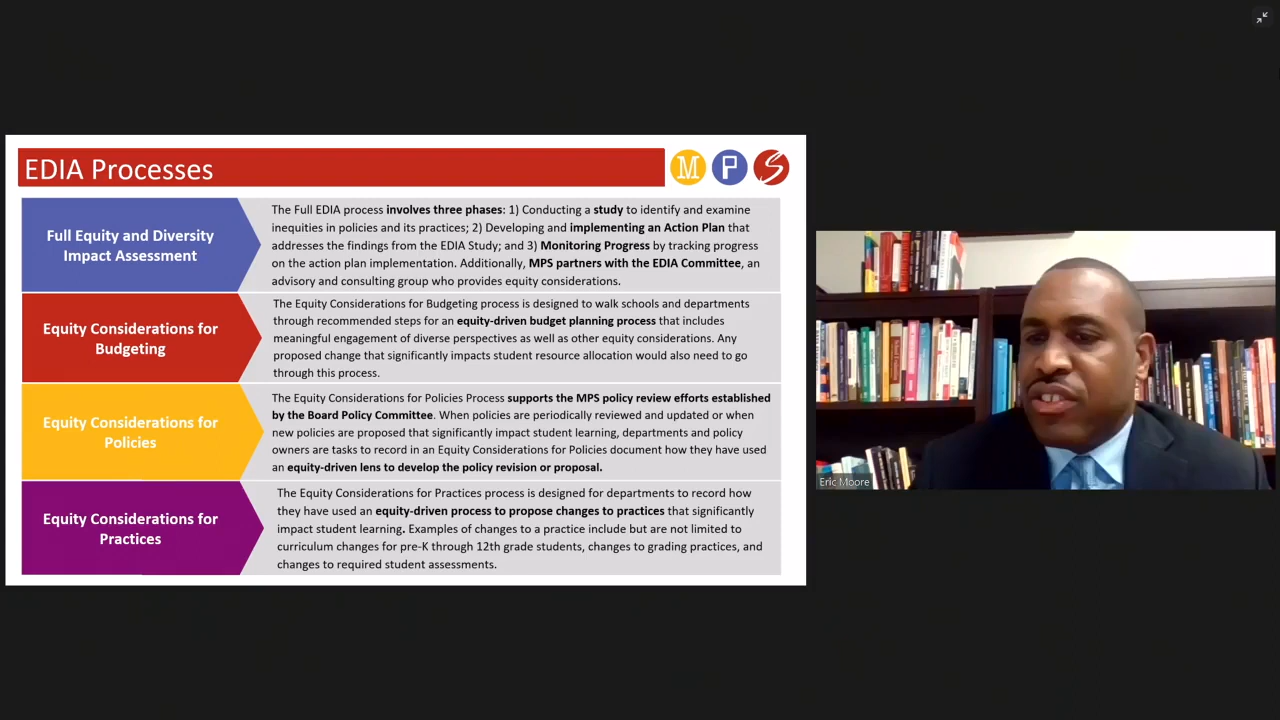 EDIA Processes
M P S
Full Equity and Diversity
Impact Assessment
The Full EDIA process involves three phases: 1) Conducting a study to identify and examine
inequities in policies and its practices; 2) Developing and implementing an Action Plan that
addresses the findings from the EDIA Study; and 3) Monitoring Progress by tracking progress
on the action plan implementation. Additionally, MPS partners with the EDIA Committee, an
advisory and consulting group who provides equity considerations.
Equity Considerations for
Budgeting
The Equity Considerations for Budgeting process is designed to walk schools and departments
through recommended steps for an equity-driven budget planning process that includes
meaningful engagement of diverse perspectives as well as other equity considerations. Any
proposed change that significantly impacts student resource allocation would also need to go
through this process.
Equity Considerations for
Policies
The Equity Considerations for Policies Process supports the MPS policy review efforts established
by the Board Policy Committee. When policies are periodically reviewed and updated or when
new policies are proposed that significantly impact student learning, departments and policy
owners are tasks to record in an Equity Considerations for Policies document how they have used
an equity-driven lens to develop the policy revision or proposal.
Equity Considerations for
Practices
The Equity Considerations for Practices process is designed for departments to record how
they have used an equity-driven process to propose changes to practices that significantly
impact student learning. Examples of changes to a practice include but are not limited to
curriculum changes for pre-K through 12th grade students, changes to grading practices, and
changes to required student assessments.
Eric Moore